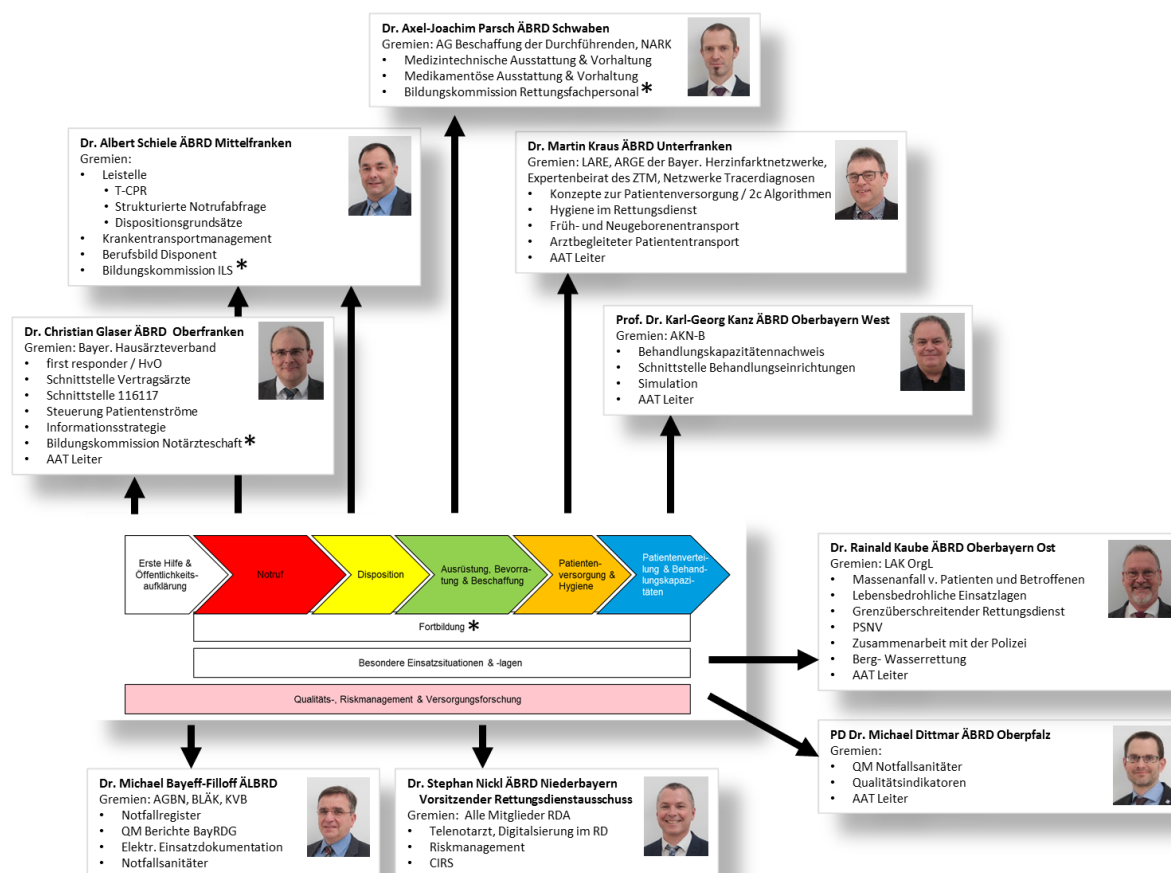 Dr. Axel-Joachim Parsch ÄBRD Schwaben
Gremien: AG Beschaffung der Durchführenden, NARK
• Medizintechnische Ausstattung & Vorhaltung
• Medikamentöse Ausstattung & Vorhaltung
• Bildungskommission Rettungsfachpersonal *
Dr. Albert Schiele ÄBRD Mittelfranken
Gremien:
• Leistelle
• T-CPR
• Strukturierte Notrufabfrage
• Dispositionsgrundsätze
• Krankentransportmanagement
• Berufsbild Disponent
• Bildungskommission ILS *
Dr. Martin Kraus ÄBRD Unterfranken
Gremien: LARE, ARGE der Bayer. Herzinfarktnetzwerke,
Expertenbeirat des ZTM, Netzwerke Tracerdiagnosen
• Konzepte zur Patientenversorgung / 2c Algorithmen
• Hygiene im Rettungsdienst
• Früh- und Neugeborenentransport
• Arztbegleiteter Patiententransport
• AAT Leiter
Dr. Christian Glaser ÄBRD Oberfranken
Gremien: Bayer. Hausärzteverband
• first responder / HvO
• Schnittstelle Vertragsärzte
• Schnittstelle 116117
• Steuerung Patientenströme
• Informationsstrategie
• Bildungskommission Notärzteschaft *
• AAT Leiter
Prof. Dr. Karl-Georg Kanz ÄBRD Oberbayern West
Gremien: AKN-B
• Behandlungskapazitätennachweis
• Schnittstelle Behandlungseinrichtungen
• Simulation
• AAT Leiter
Erste Hilfe &
Öffentlichkeits-
aufklärung
Notruf
Disposition
Ausrüstung, Bevorra-
tung & Beschaffung
Patienten-
versorgung &
Hygiene
Patientenvertei-
lung & Behand-
lungskapazi-
täten
Fortbildung *
Besondere Einsatzsituationen & -lagen
Qualitäts-, Riskmanagement & Versorgungsforschung
Dr. Rainald Kaube ÄBRD Oberbayern Ost
Gremien: LAK OrgL
• Massenanfall v. Patienten und Betroffenen
• Lebensbedrohliche Einsatzlagen
• Grenzüberschreitender Rettungsdienst
• PSNV
• Zusammenarbeit mit der Polizei
• Berg- Wasserrettung
• AAT Leiter
PD Dr. Michael Dittmar ÄBRD Oberpfalz
Gremien:
• QM Notfallsanitäter
• Qualitätsindikatoren
• AAT Leiter
Dr. Michael Bayeff-Filloff ÄLBRD
Gremien: AGBN, BLÄK, KVB
• Notfallregister
• QM Berichte BayRDG
• Elektr. Einsatzdokumentation
• Notfallsanitäter
Dr. Stephan Nickl ÄBRD Niederbayern
Vorsitzender Rettungsdienstausschuss
Gremien: Alle Mitglieder RDA
• Telenotarzt, Digitalisierung im RD
• Riskmanagement
• CIRS